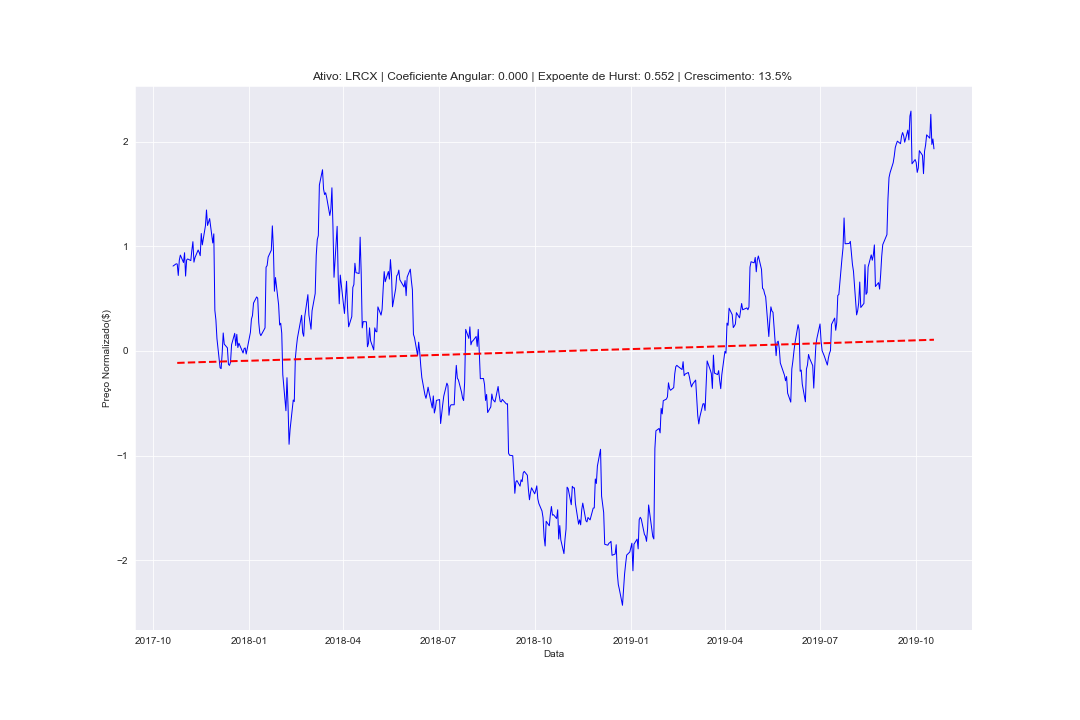 Ativo: LRCX | Coeficiente Angular: 0.000 | Expoente de Hurst: 0.552 | Crescimento: 13.5%
2
1
0
−1
−2
Preço Normalizado($)
2017-10 2018-01 2018-04 2018-07 2018-10 2019-01 2019-04 2019-07 2019-10
Data